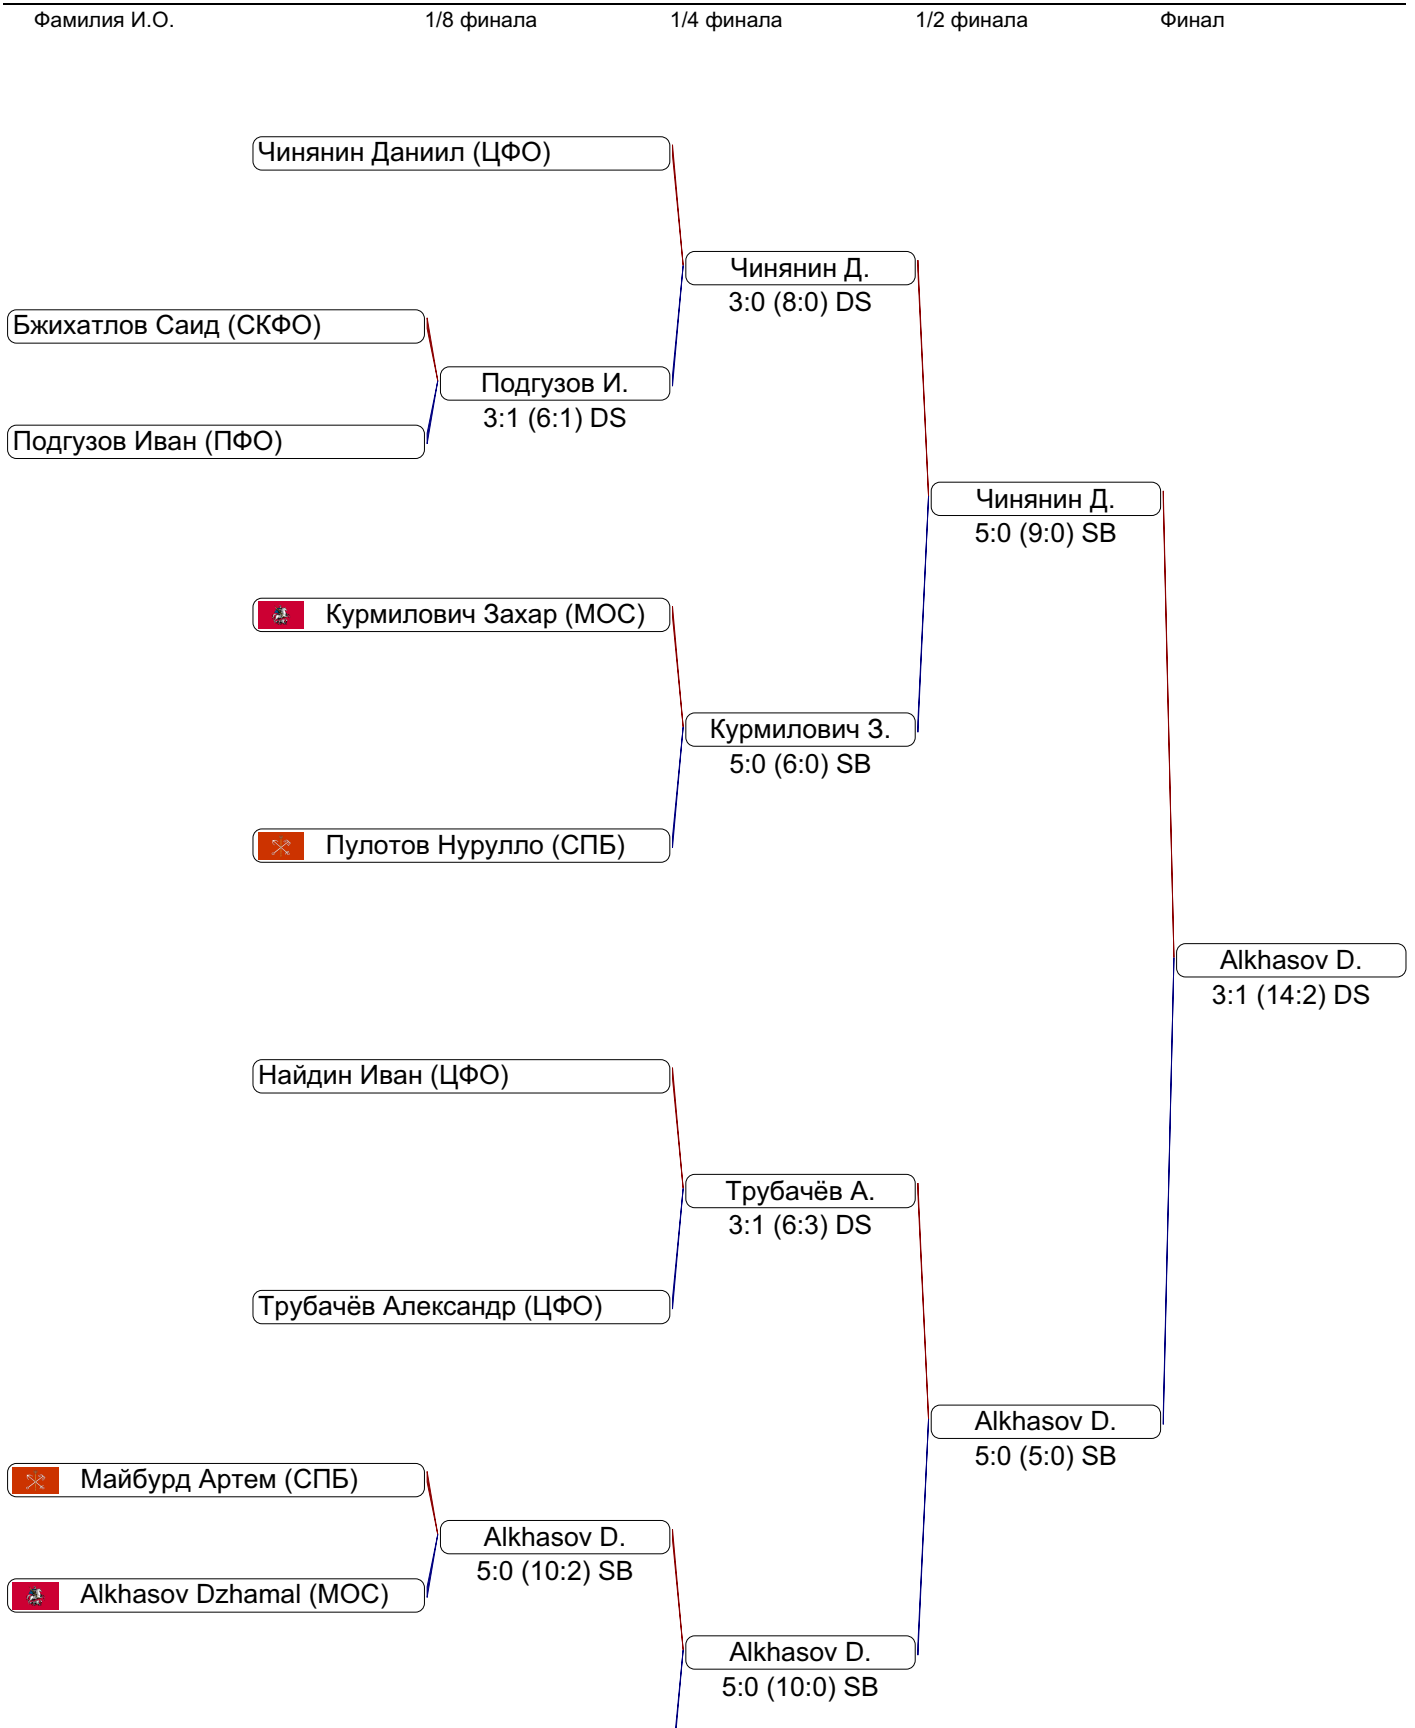 Фамилия И.О. 1/8 финала 1/4 финала 1/2 финала Финал
Чинянин Даниил (ЦФО)
Чинянин Д.
3:0 (8:0) DS
Бжихатлов Саид (СКФО)
Подгузов И.
3:1 (6:1) DS
Подгузов Иван (ПФО)
Чинянин Д.
5:0 (9:0) SB
Курмилович Захар (МОС)
Курмилович З.
5:0 (6:0) SB
Пулотов Нурулло (СПБ)
Alkhasov D.
3:1 (14:2) DS
Найдин Иван (ЦФО)
Трубачёв А.
3:1 (6:3) DS
Трубачёв Александр (ЦФО)
Alkhasov D.
5:0 (5:0) SB
Майбурд Артем (СПБ)
Alkhasov D.
5:0 (10:2) SB
Alkhasov Dzhamal (МОС)
Alkhasov D.
5:0 (10:0) SB